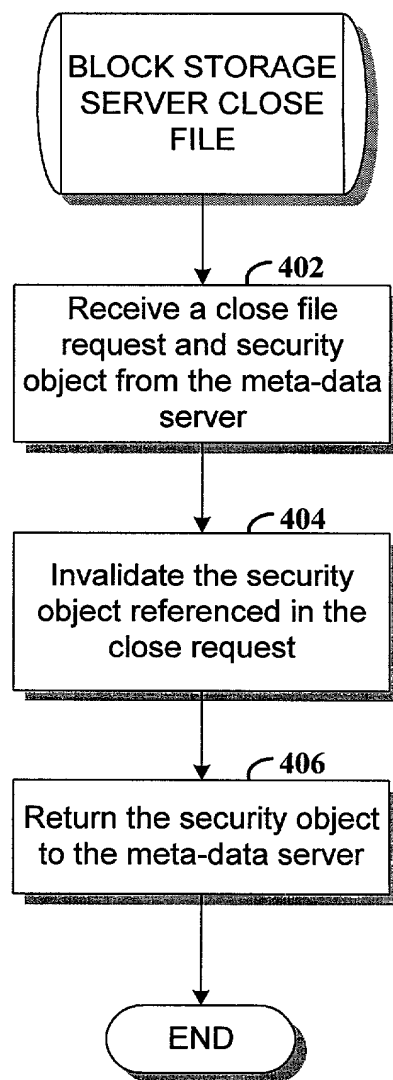 BLOCK STORAGE
SERVER CLOSE
FILE
402
Receive a close file
request and security
object from the meta-data
server
404
Invalidate the security
object referenced in the
close request
406
Return the security object
to the meta-data server
END